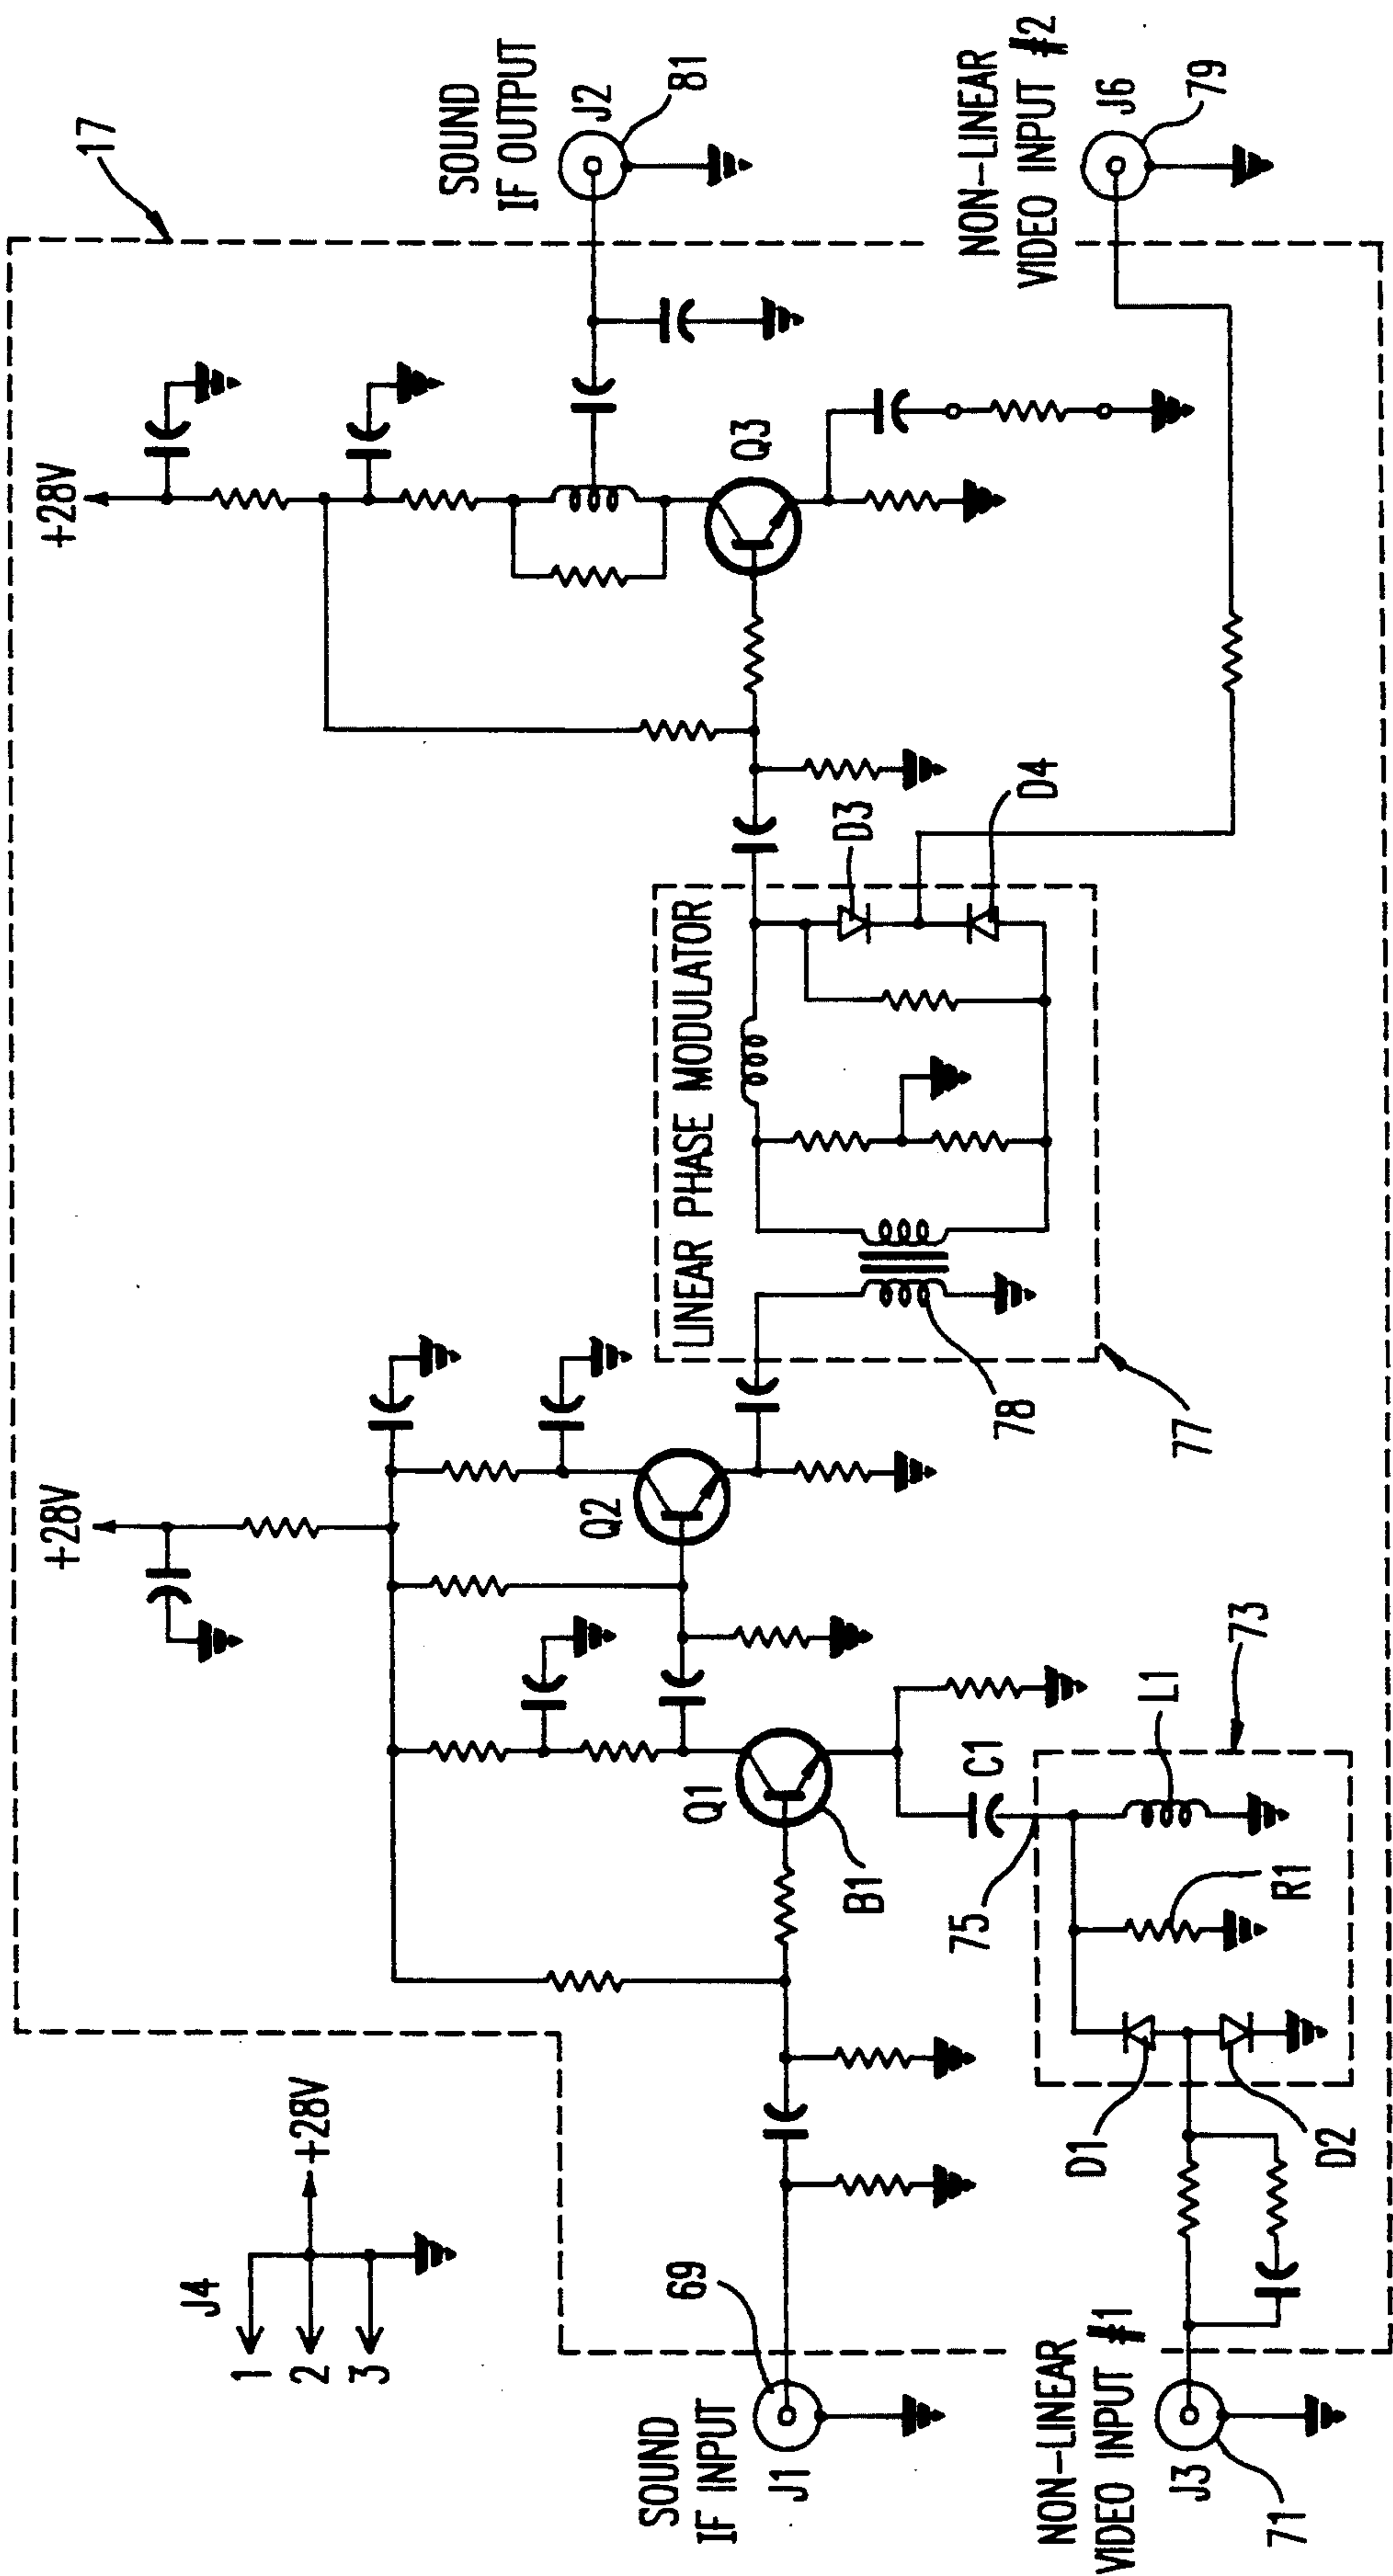 17
+28V
+28V
J4
1
2
3
+28V
SOUND
IF OUTPUT
J2
81
NON-LINEAR
VIDEO INPUT #2
J6
79
Q3
Q2
Q1
B1
LINEAR PHASE MODULATOR
D3
D4
78
77
73
L1
C1
75
R1
D1
D2
SOUND
IF INPUT
J1
69
NON-LINEAR
VIDEO INPUT #1
J3
71